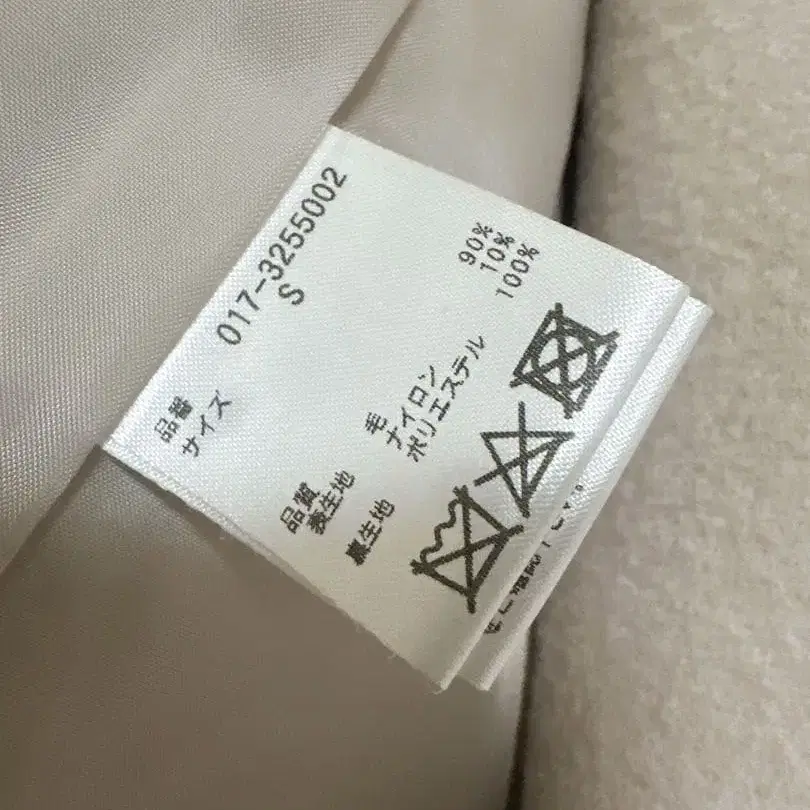 品番 017-3255002
サイズ S
品質
表生地 毛 90%
ナイロン 10%
裏生地 ポリエステル 100%